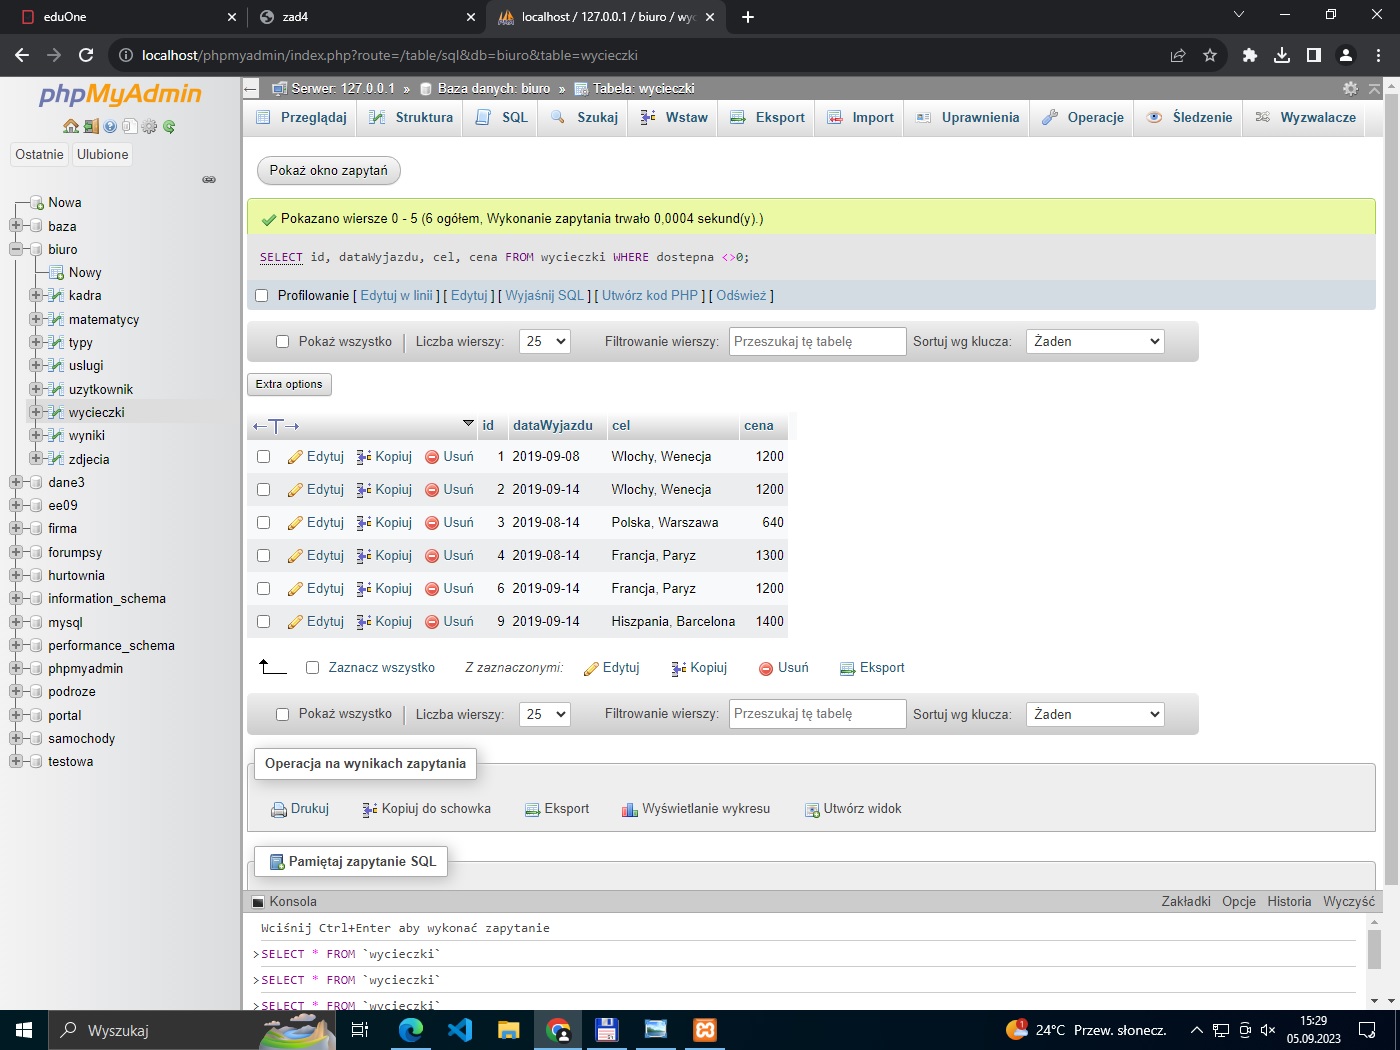 eduOne
zad4
localhost / 127.0.0.1 / biuro / wyc
localhost/phpmyadmin/index.php?route=/table/sql&db=biuro&table=wycieczki
phpMyAdmin
Ostatnie Ulubione
Nowa
baza
biuro
Nowy
kadra
matematycy
typy
uslugi
uzytkownik
wycieczki
wyniki
zdjecia
dane3
ee09
firma
forumpsy
hurtownia
information_schema
mysql
performance_schema
phpmyadmin
podroze
portal
samochody
testowa
Serwer: 127.0.0.1 » Baza danych: biuro » Tabela: wycieczki
Przeglądaj Struktura SQL Szukaj Wstaw Eksport Import Uprawnienia Operacje Śledzenie Wyzwalacze
Pokaż okno zapytań
Pokazano wiersze 0 - 5 (6 ogółem, Wykonanie zapytania trwało 0,0004 sekund(y).)
SELECT id, dataWyjazdu, cel, cena FROM wycieczki WHERE dostepna <>0;
Profilowanie [ Edytuj w linii ] [ Edytuj ] [ Wyjaśnij SQL ] [ Utwórz kod PHP ] [ Odśwież ]
Pokaż wszystko Liczba wierszy: 25 Filtrowanie wierszy: Przeszukaj tę tabelę Sortuj wg klucza: Żaden
Extra options
←T→ id dataWyjazdu cel cena
Edytuj Kopiuj Usuń 1 2019-09-08 Wlochy, Wenecja 1200
Edytuj Kopiuj Usuń 2 2019-09-14 Wlochy, Wenecja 1200
Edytuj Kopiuj Usuń 3 2019-08-14 Polska, Warszawa 640
Edytuj Kopiuj Usuń 4 2019-08-14 Francja, Paryz 1300
Edytuj Kopiuj Usuń 6 2019-09-14 Francja, Paryz 1200
Edytuj Kopiuj Usuń 9 2019-09-14 Hiszpania, Barcelona 1400
Zaznacz wszystko Z zaznaczonymi: Edytuj Kopiuj Usuń Eksport
Pokaż wszystko Liczba wierszy: 25 Filtrowanie wierszy: Przeszukaj tę tabelę Sortuj wg klucza: Żaden
Operacja na wynikach zapytania
Drukuj Kopiuj do schowka Eksport Wyświetlanie wykresu Utwórz widok
Pamiętaj zapytanie SQL
Konsola Zakładki Opcje Historia Wyczyść
Wciśnij Ctrl+Enter aby wykonać zapytanie
>SELECT * FROM `wycieczki`
>SELECT * FROM `wycieczki`
>SELECT * FROM `wycieczki`
Wyszukaj
24°C Przew. słonecz.
15:29
05.09.2023